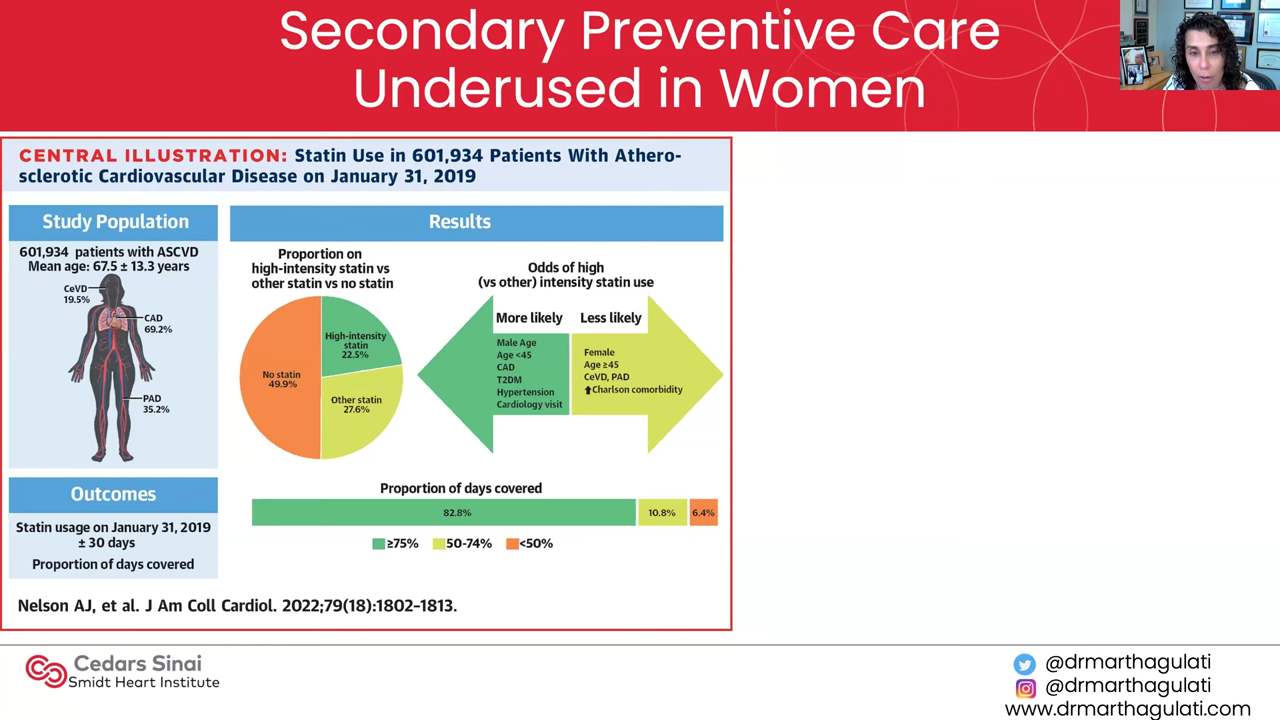 Secondary Preventive Care
Underused in Women
CENTRAL ILLUSTRATION: Statin Use in 601,934 Patients With Athero-
sclerotic Cardiovascular Disease on January 31, 2019
Study Population
601,934 patients with ASCVD
Mean age: 67.5 ± 13.3 years
CeVD
19.5%
CAD
69.2%
PAD
35.2%
Outcomes
Statin usage on January 31, 2019
± 30 days
Proportion of days covered
Results
Proportion on
high-intensity statin vs
other statin vs no statin
High-intensity
statin
22.5%
No statin
49.9%
Other statin
27.6%
Odds of high
(vs other) intensity statin use
More likely
Male Age
Age <45
CAD
T2DM
Hypertension
Cardiology visit
Less likely
Female
Age ≥45
CeVD, PAD
⬆Charlson comorbidity
Proportion of days covered
82.8%
10.8%
6.4%
≥75%
50-74%
<50%
Nelson AJ, et al. J Am Coll Cardiol. 2022;79(18):1802-1813.
Cedars Sinai
Smidt Heart Institute
@drmarthagulati
@drmarthagulati
www.drmarthagulati.com